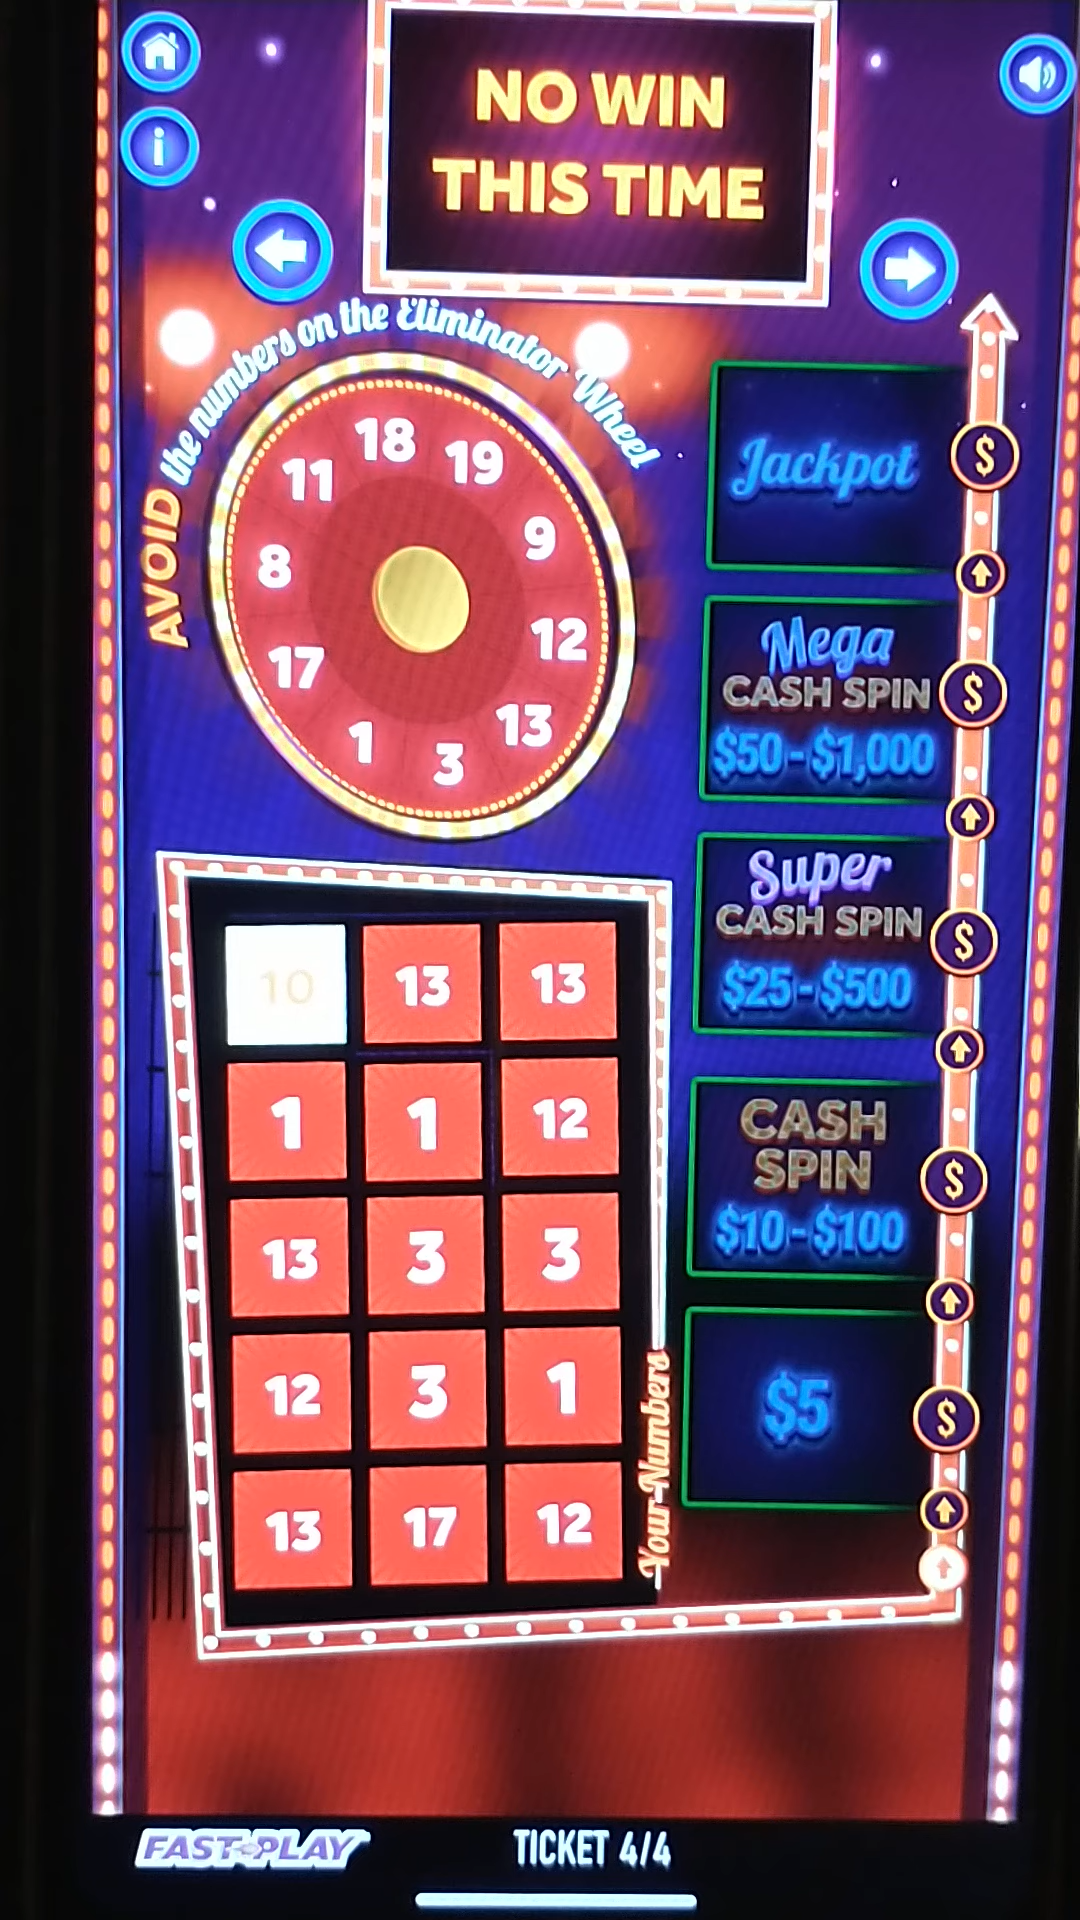 NO WIN
THIS TIME
AVOID the numbers on the Eliminator Wheel
18
19
11
9
8
12
17
13
1
3
Jackpot
Mega
CASH SPIN
$50-$1,000
Super
CASH SPIN
$25-$500
CASH
SPIN
$10-$100
$5
10 13 13
1 1 12
13 3 3
12 3 1
13 17 12
Your Numbers
FAST PLAY
TICKET 4/4